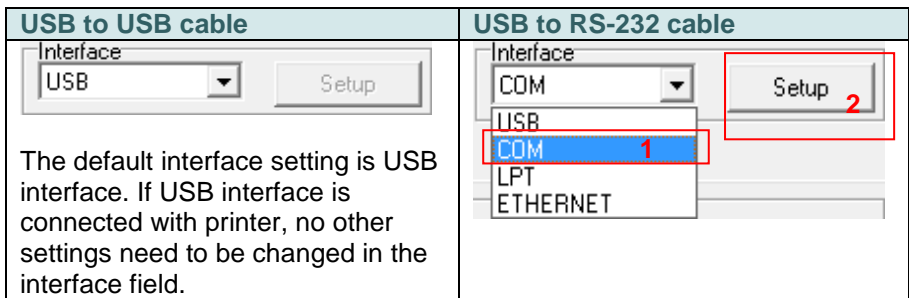 USB to USB cable
Interface
USB
Setup
The default interface setting is USB
interface. If USB interface is
connected with printer, no other
settings need to be changed in the
interface field.
USB to RS-232 cable
Interface
COM
Setup
2
USB
COM 1
LPT
ETHERNET